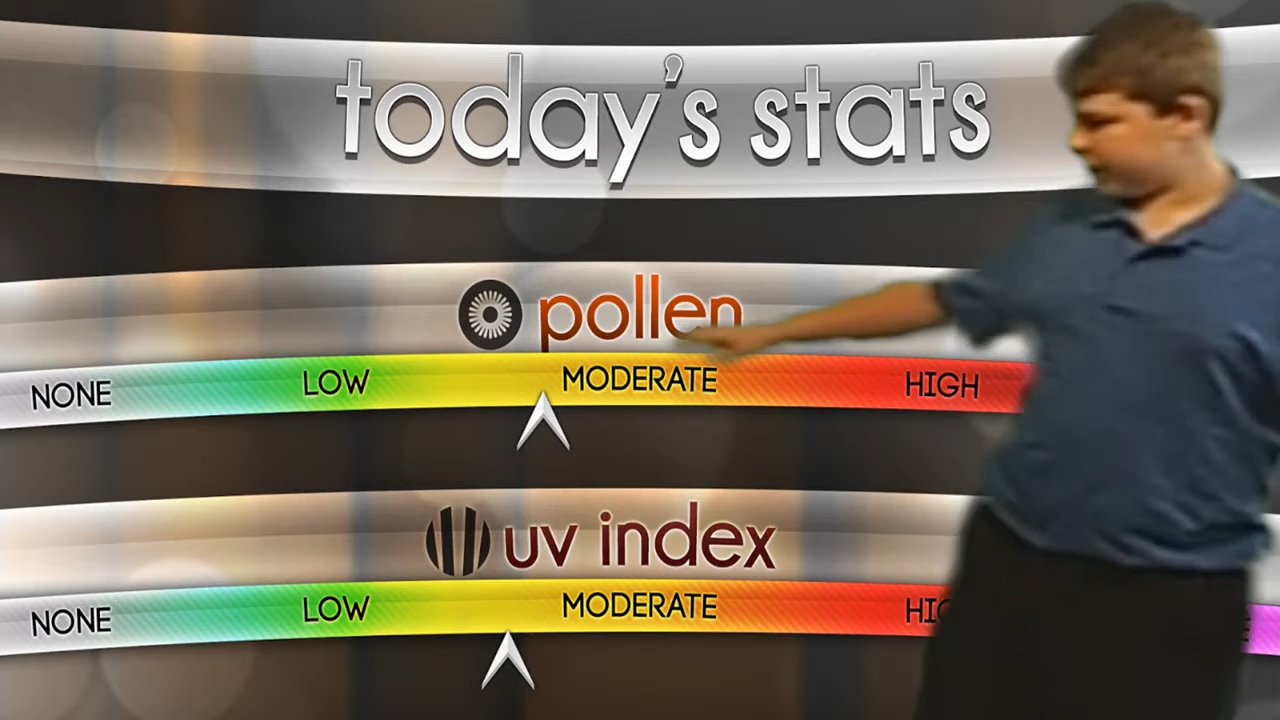 today's stats
pollen
NONE LOW MODERATE HIGH
uv index
NONE LOW MODERATE